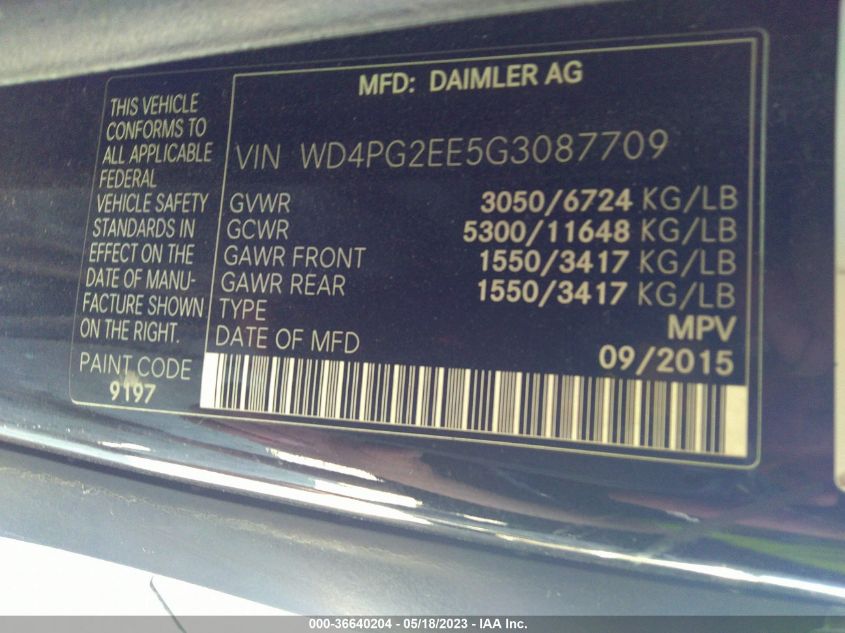 MFD: DAIMLER AG
THIS VEHICLE
CONFORMS TO
ALL APPLICABLE
FEDERAL
VEHICLE SAFETY
STANDARDS IN
EFFECT ON THE
DATE OF MANU-
FACTURE SHOWN
ON THE RIGHT.
PAINT CODE
9197
VIN WD4PG2EE5G3087709
GVWR 3050/6724 KG/LB
GCWR 5300/11648 KG/LB
GAWR FRONT 1550/3417 KG/LB
GAWR REAR 1550/3417 KG/LB
TYPE MPV
DATE OF MFD 09/2015
000-36640204 - 05/18/2023 - IAA Inc.